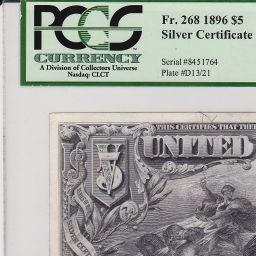 PCGS
CURRENCY
A Division of Collectors Universe
Nasdaq: CLCT
Fr. 268 1896 $5
Silver Certificate
Serial #8451764
Plate #D13/21
THIS CERTIFIES THAT THE
UNITED
5